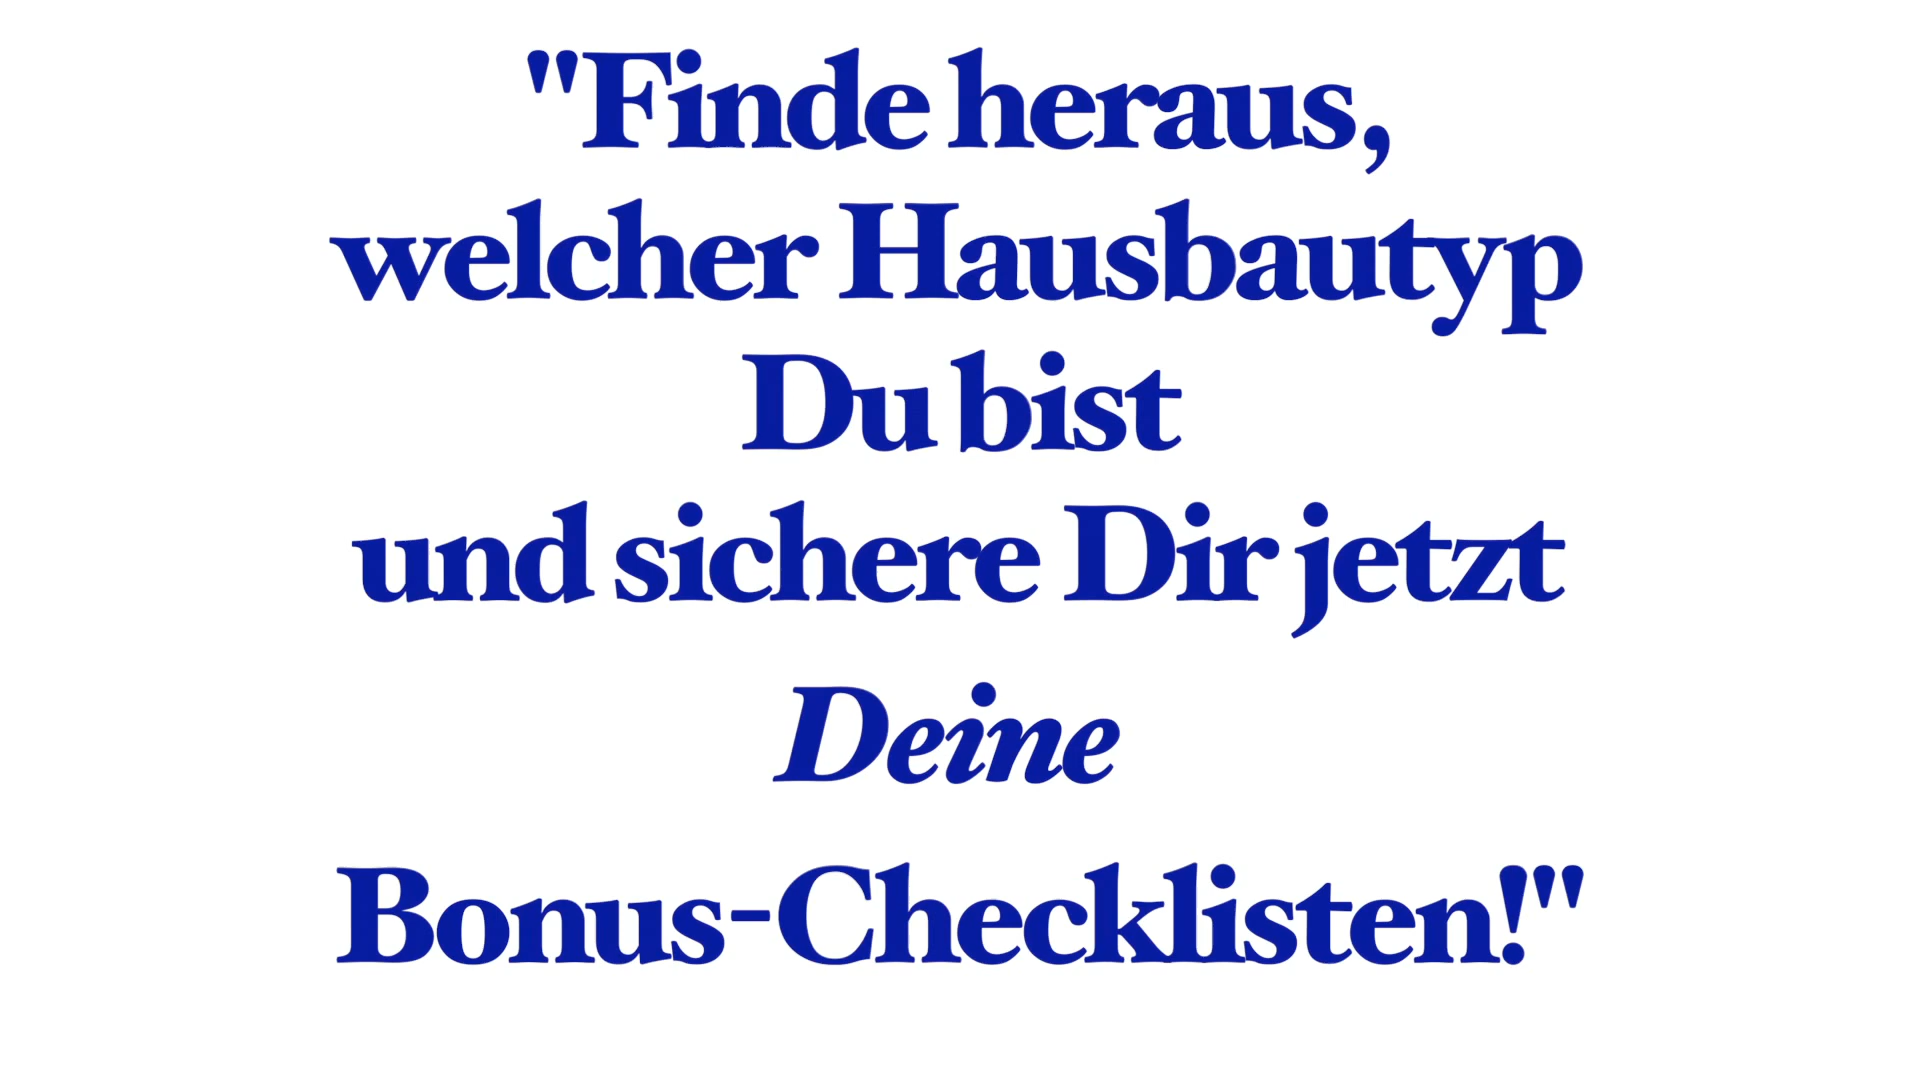 "Finde heraus,
welcher Hausbautyp
Du bist
und sichere Dir jetzt
Deine
Bonus-Checklisten!"